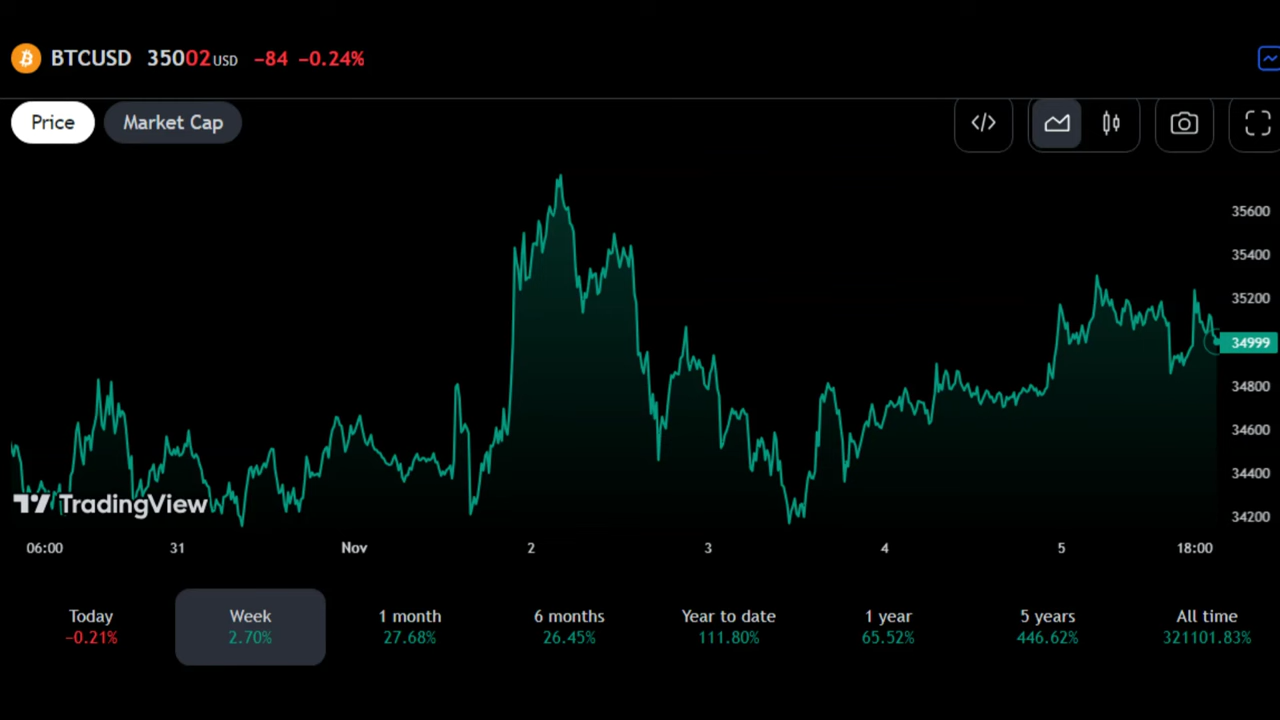 BTCUSD 35002 USD −84 −0.24%
Price Market Cap
35600
35400
35200
34999
34800
34600
34400
34200
TradingView
06:00 31 Nov 2 3 4 5 18:00
Today Week 1 month 6 months Year to date 1 year 5 years All time
−0.21% 2.70% 27.68% 26.45% 111.80% 65.52% 446.62% 321101.83%